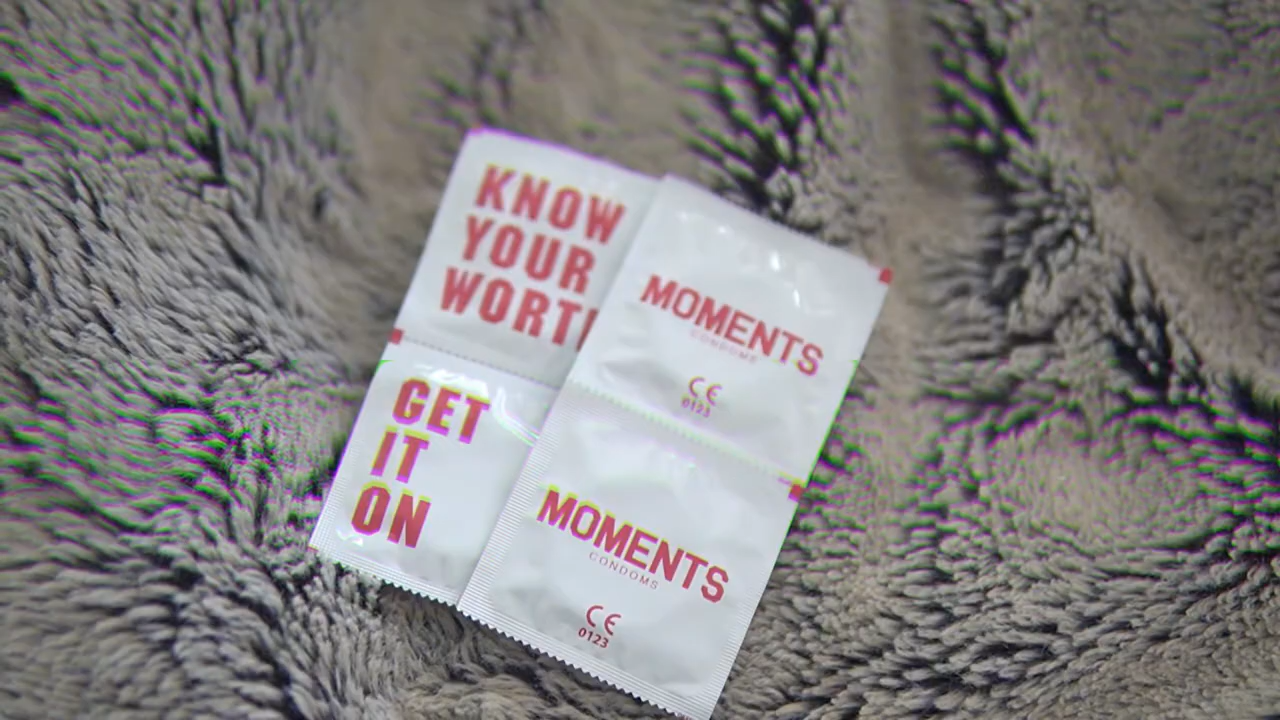 KNOW
YOUR
WORTH
GET
IT
ON
MOMENTS
CONDOMS
CE
0123
MOMENTS
CONDOMS
CE
0123